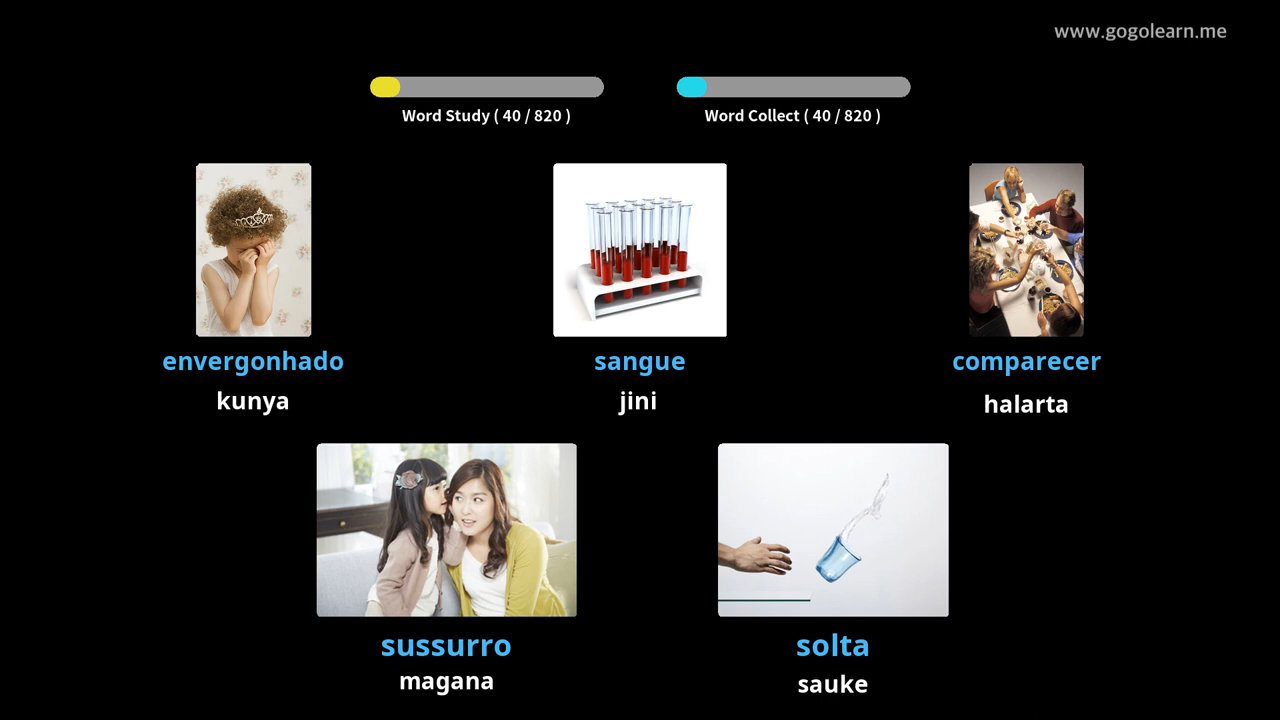 www.gogolearn.me
Word Study ( 40 / 820 )
Word Collect ( 40 / 820 )
envergonhado
kunya
sangue
jini
comparecer
halarta
sussurro
magana
solta
sauke